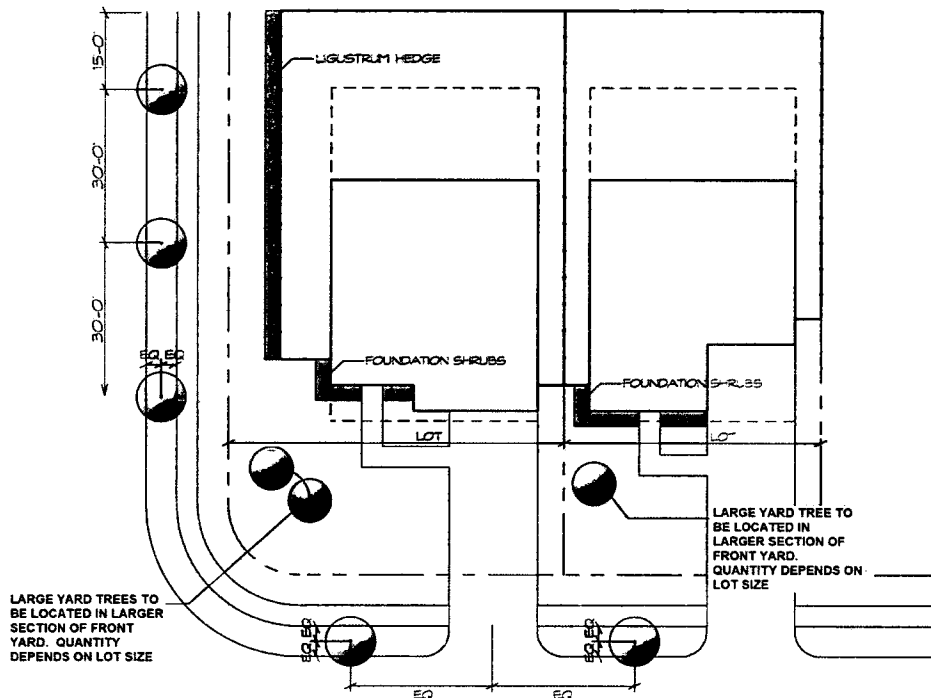 15'-0"
LIGUSTRUM HEDGE
30'-0"
30'-0"
EQ EQ
FOUNDATION SHRUBS
FOUNDATION SHRUBS
LOT
LOT
LARGE YARD TREE TO
BE LOCATED IN
LARGER SECTION OF
FRONT YARD.
QUANTITY DEPENDS ON
LOT SIZE
LARGE YARD TREES TO
BE LOCATED IN LARGER
SECTION OF FRONT
YARD. QUANTITY
DEPENDS ON LOT SIZE
EQ EQ
EQ EQ
EQ
EQ